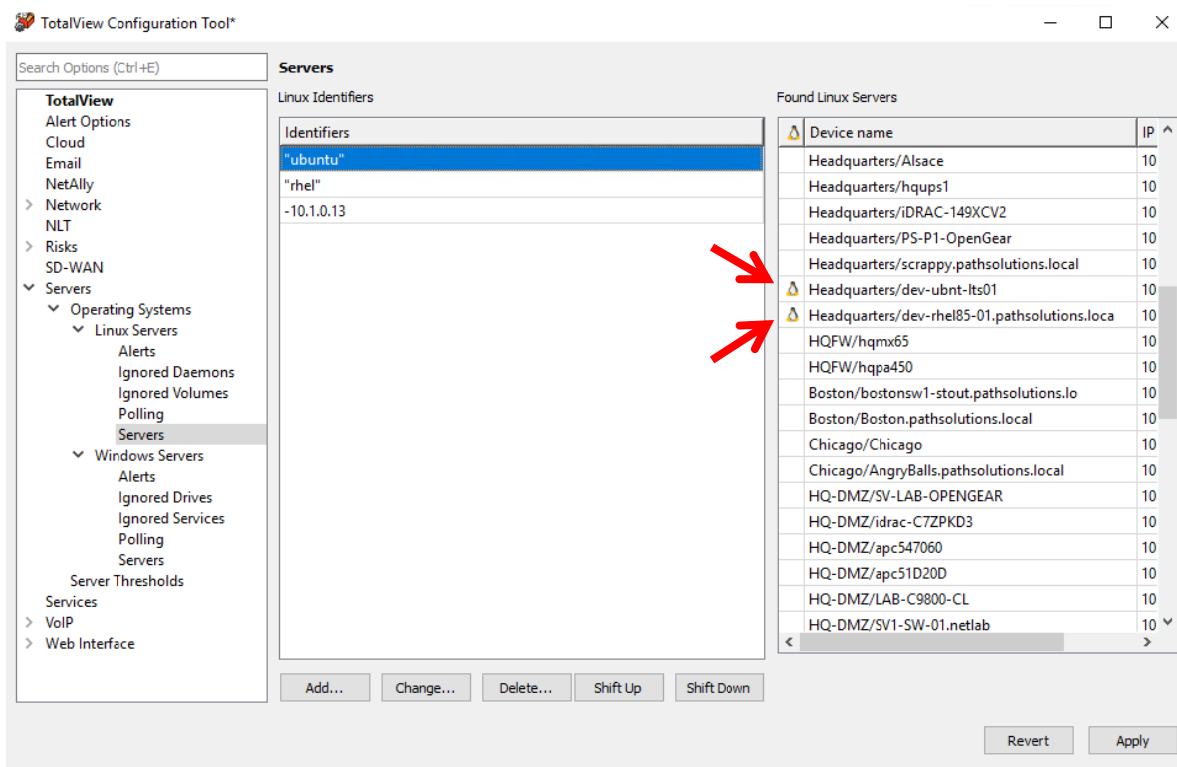 TotalView Configuration Tool*
Search Options (Ctrl+E)
TotalView
Alert Options
Cloud
Email
NetAlly
Network
NLT
Risks
SD-WAN
Servers
Operating Systems
Linux Servers
Alerts
Ignored Daemons
Ignored Volumes
Polling
Servers
Windows Servers
Alerts
Ignored Drives
Ignored Services
Polling
Servers
Server Thresholds
Services
VoIP
Web Interface
Servers
Linux Identifiers
Identifiers
"ubuntu"
"rhel"
-10.1.0.13
Add... Change... Delete... Shift Up Shift Down
Found Linux Servers
Device name IP
Headquarters/Alsace 10
Headquarters/hqups1 10
Headquarters/iDRAC-149XCV2 10
Headquarters/PS-P1-OpenGear 10
Headquarters/scrappy.pathsolutions.local 10
Headquarters/dev-ubnt-lts01 10
Headquarters/dev-rhel85-01.pathsolutions.loca 10
HQFW/hqmx65 10
HQFW/hqpa450 10
Boston/bostonsw1-stout.pathsolutions.lo 10
Boston/Boston.pathsolutions.local 10
Chicago/Chicago 10
Chicago/AngryBalls.pathsolutions.local 10
HQ-DMZ/SV-LAB-OPENGEAR 10
HQ-DMZ/idrac-C7ZPKD3 10
HQ-DMZ/apc547060 10
HQ-DMZ/apc51D20D 10
HQ-DMZ/LAB-C9800-CL 10
HQ-DMZ/SV1-SW-01.netlab 10
Revert Apply